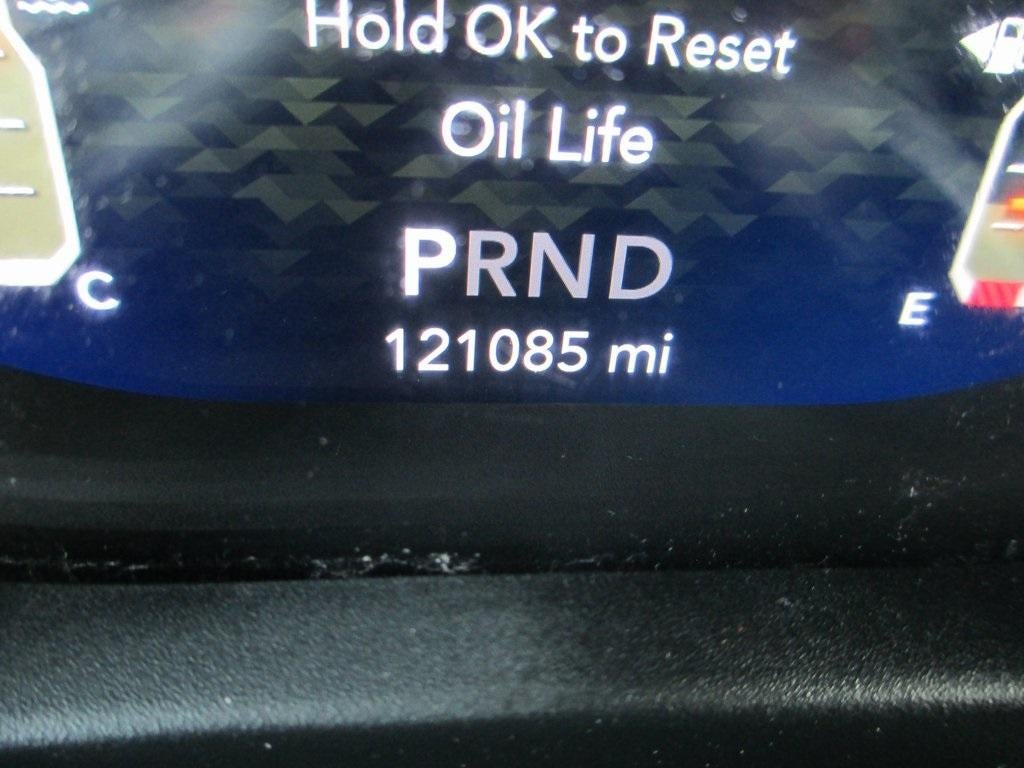 Hold OK to Reset
Oil Life
PRND
C
E
121085 mi